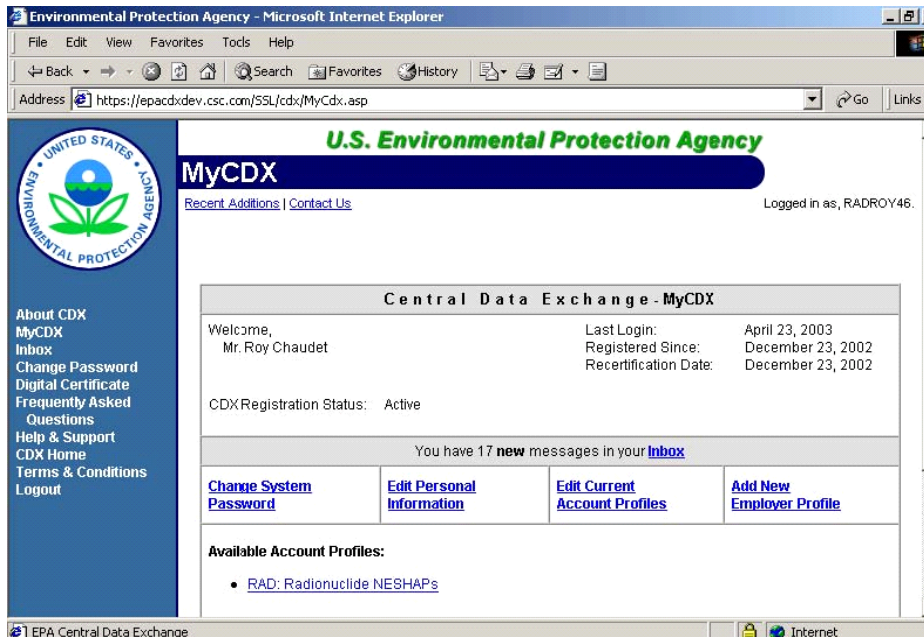 Environmental Protection Agency - Microsoft Internet Explorer
File Edit View Favorites Tools Help
Back Search Favorites History
Address https://epacdxdev.csc.com/SSL/cdx/MyCdx.asp Go Links
UNITED STATES ENVIRONMENTAL PROTECTION AGENCY
U.S. Environmental Protection Agency
MyCDX
Recent Additions | Contact Us Logged in as, RADROY46.
About CDX
MyCDX
Inbox
Change Password
Digital Certificate
Frequently Asked
Questions
Help & Support
CDX Home
Terms & Conditions
Logout
Central Data Exchange - MyCDX
Welcome, Last Login: April 23, 2003
Mr. Roy Chaudet Registered Since: December 23, 2002
Recertification Date: December 23, 2002
CDX Registration Status: Active
You have 17 new messages in your Inbox
Change System Edit Personal Edit Current Add New
Password Information Account Profiles Employer Profile
Available Account Profiles:
• RAD: Radionuclide NESHAPs
EPA Central Data Exchange Internet